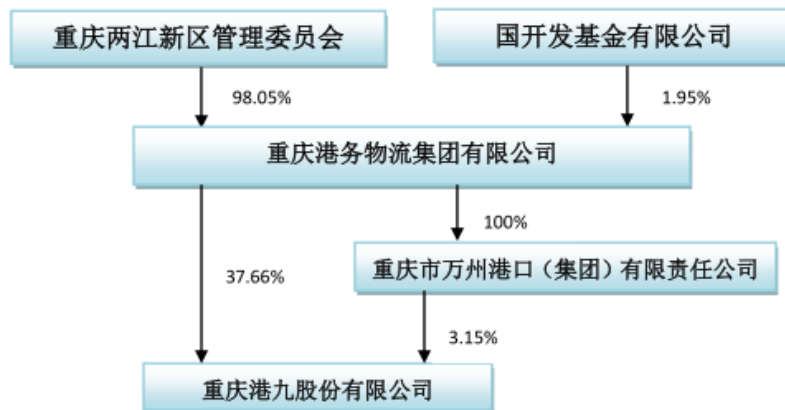 重庆两江新区管理委员会
国开发基金有限公司
98.05%
1.95%
重庆港务物流集团有限公司
100%
重庆市万州港口（集团）有限责任公司
37.66%
3.15%
重庆港九股份有限公司